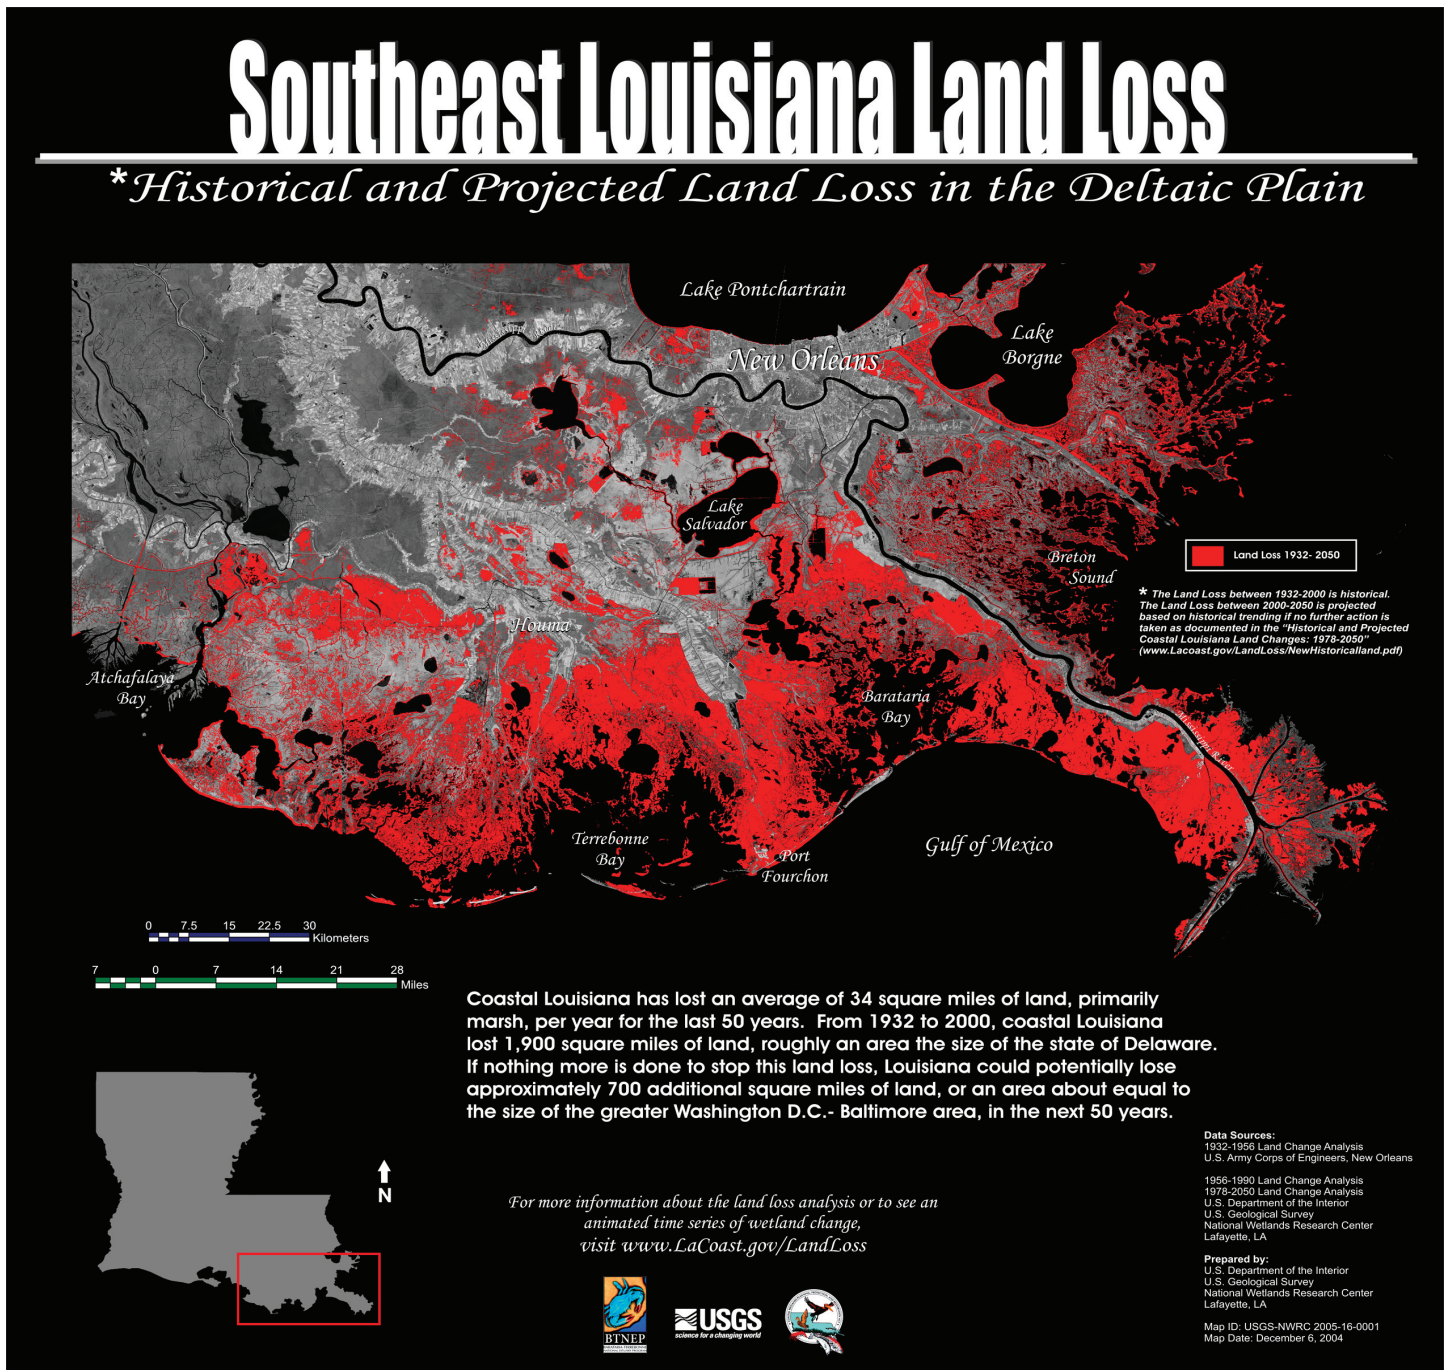 Southeast Louisiana Land Loss
*Historical and Projected Land Loss in the Deltaic Plain
Lake Pontchartrain
Lake
Borgne
New Orleans
Lake
Salvador
Breton
Sound
Land Loss 1932- 2050
* The Land Loss between 1932-2000 is historical.
The Land Loss between 2000-2050 is projected
based on historical trending if no further action is
taken as documented in the "Historical and Projected
Coastal Louisiana Land Changes: 1978-2050"
(www.Lacoast.gov/LandLoss/NewHistoricalland.pdf)
Houma
Atchafalaya
Bay
Barataria
Bay
Mississippi River
Terrebonne
Bay
Port
Fourchon
Gulf of Mexico
0 7.5 15 22.5 30
Kilometers
7 0 7 14 21 28
Miles
Coastal Louisiana has lost an average of 34 square miles of land, primarily
marsh, per year for the last 50 years. From 1932 to 2000, coastal Louisiana
lost 1,900 square miles of land, roughly an area the size of the state of Delaware.
If nothing more is done to stop this land loss, Louisiana could potentially lose
approximately 700 additional square miles of land, or an area about equal to
the size of the greater Washington D.C.- Baltimore area, in the next 50 years.
N
For more information about the land loss analysis or to see an
animated time series of wetland change,
visit www.LaCoast.gov/LandLoss
BTNEP
USGS
science for a changing world
Data Sources:
1932-1956 Land Change Analysis
U.S. Army Corps of Engineers, New Orleans
1956-1990 Land Change Analysis
1978-2050 Land Change Analysis
U.S. Department of the Interior
U.S. Geological Survey
National Wetlands Research Center
Lafayette, LA
Prepared by:
U.S. Department of the Interior
U.S. Geological Survey
National Wetlands Research Center
Lafayette, LA
Map ID: USGS-NWRC 2005-16-0001
Map Date: December 6, 2004